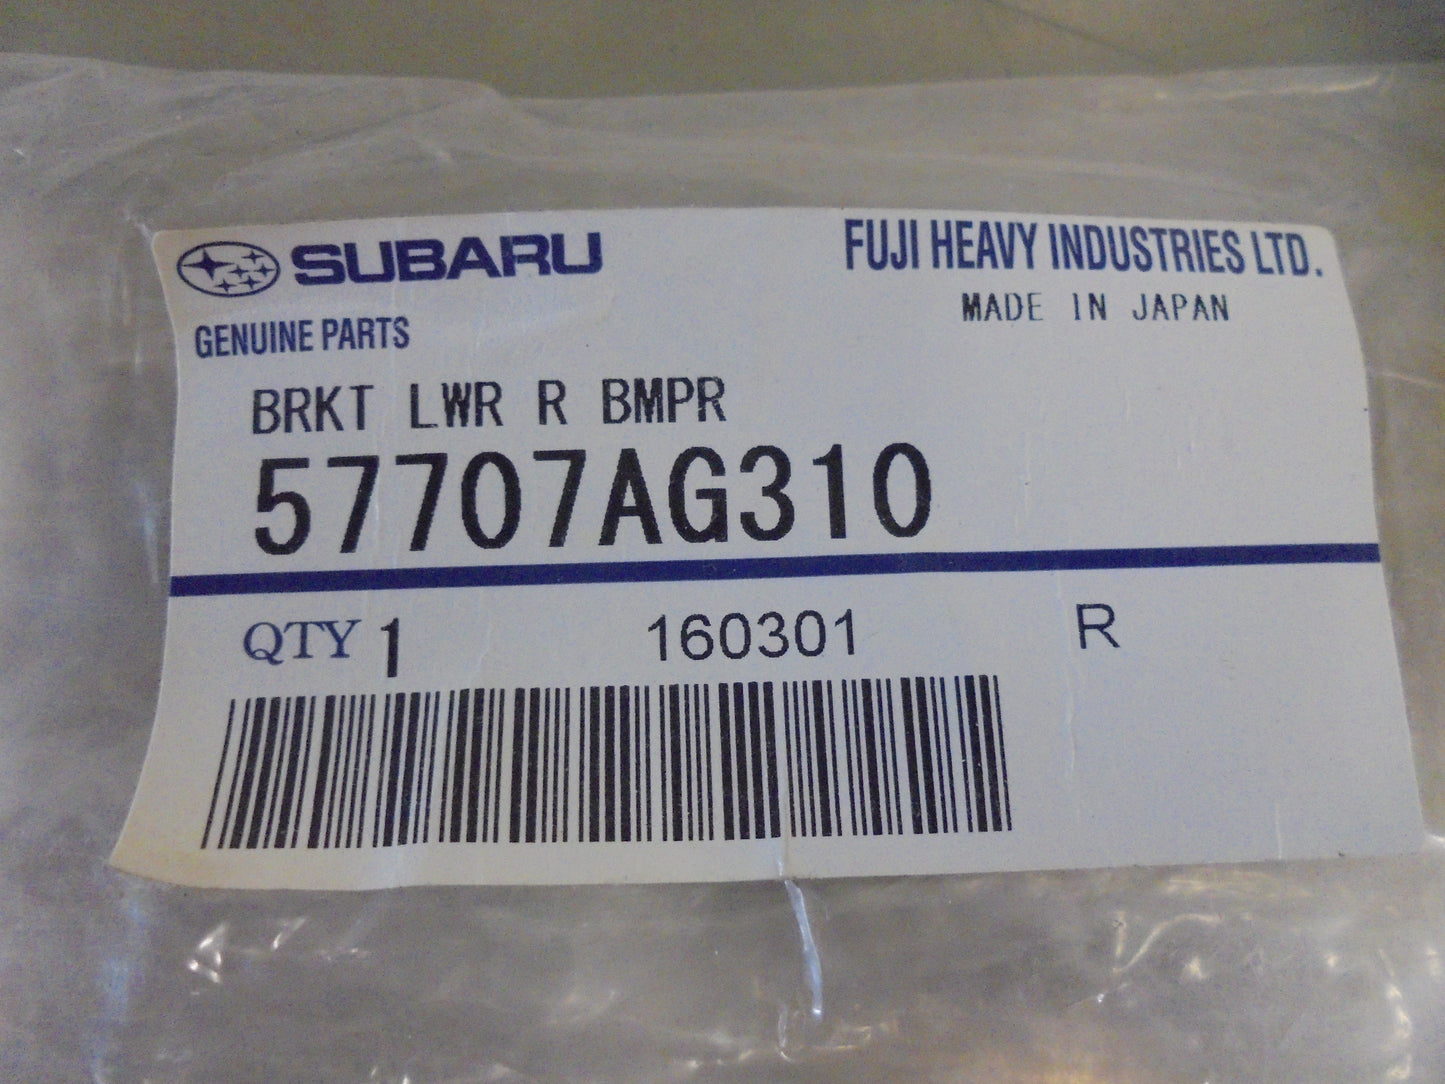 SUBARU
FUJI HEAVY INDUSTRIES LTD.
MADE IN JAPAN
GENUINE PARTS
BRKT LWR R BMPR
57707AG310
QTY 1 160301 R